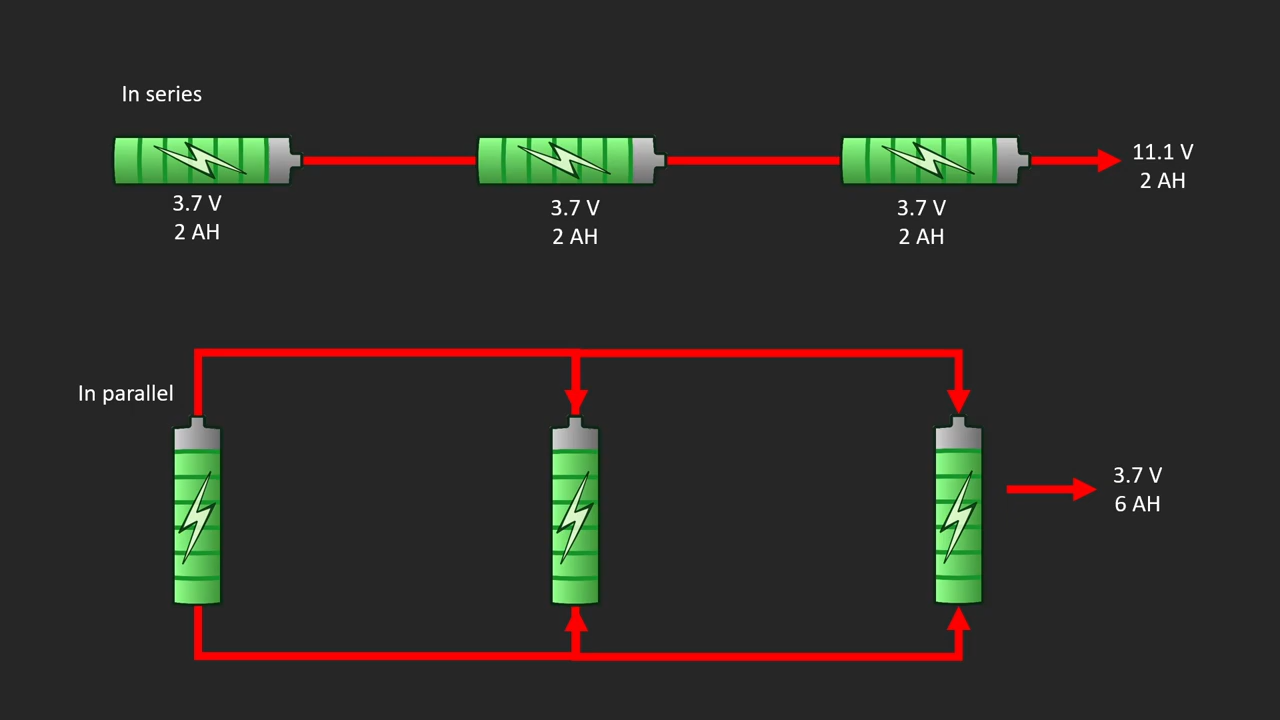 In series
3.7 V
2 AH
3.7 V
2 AH
3.7 V
2 AH
11.1 V
2 AH
In parallel
3.7 V
6 AH